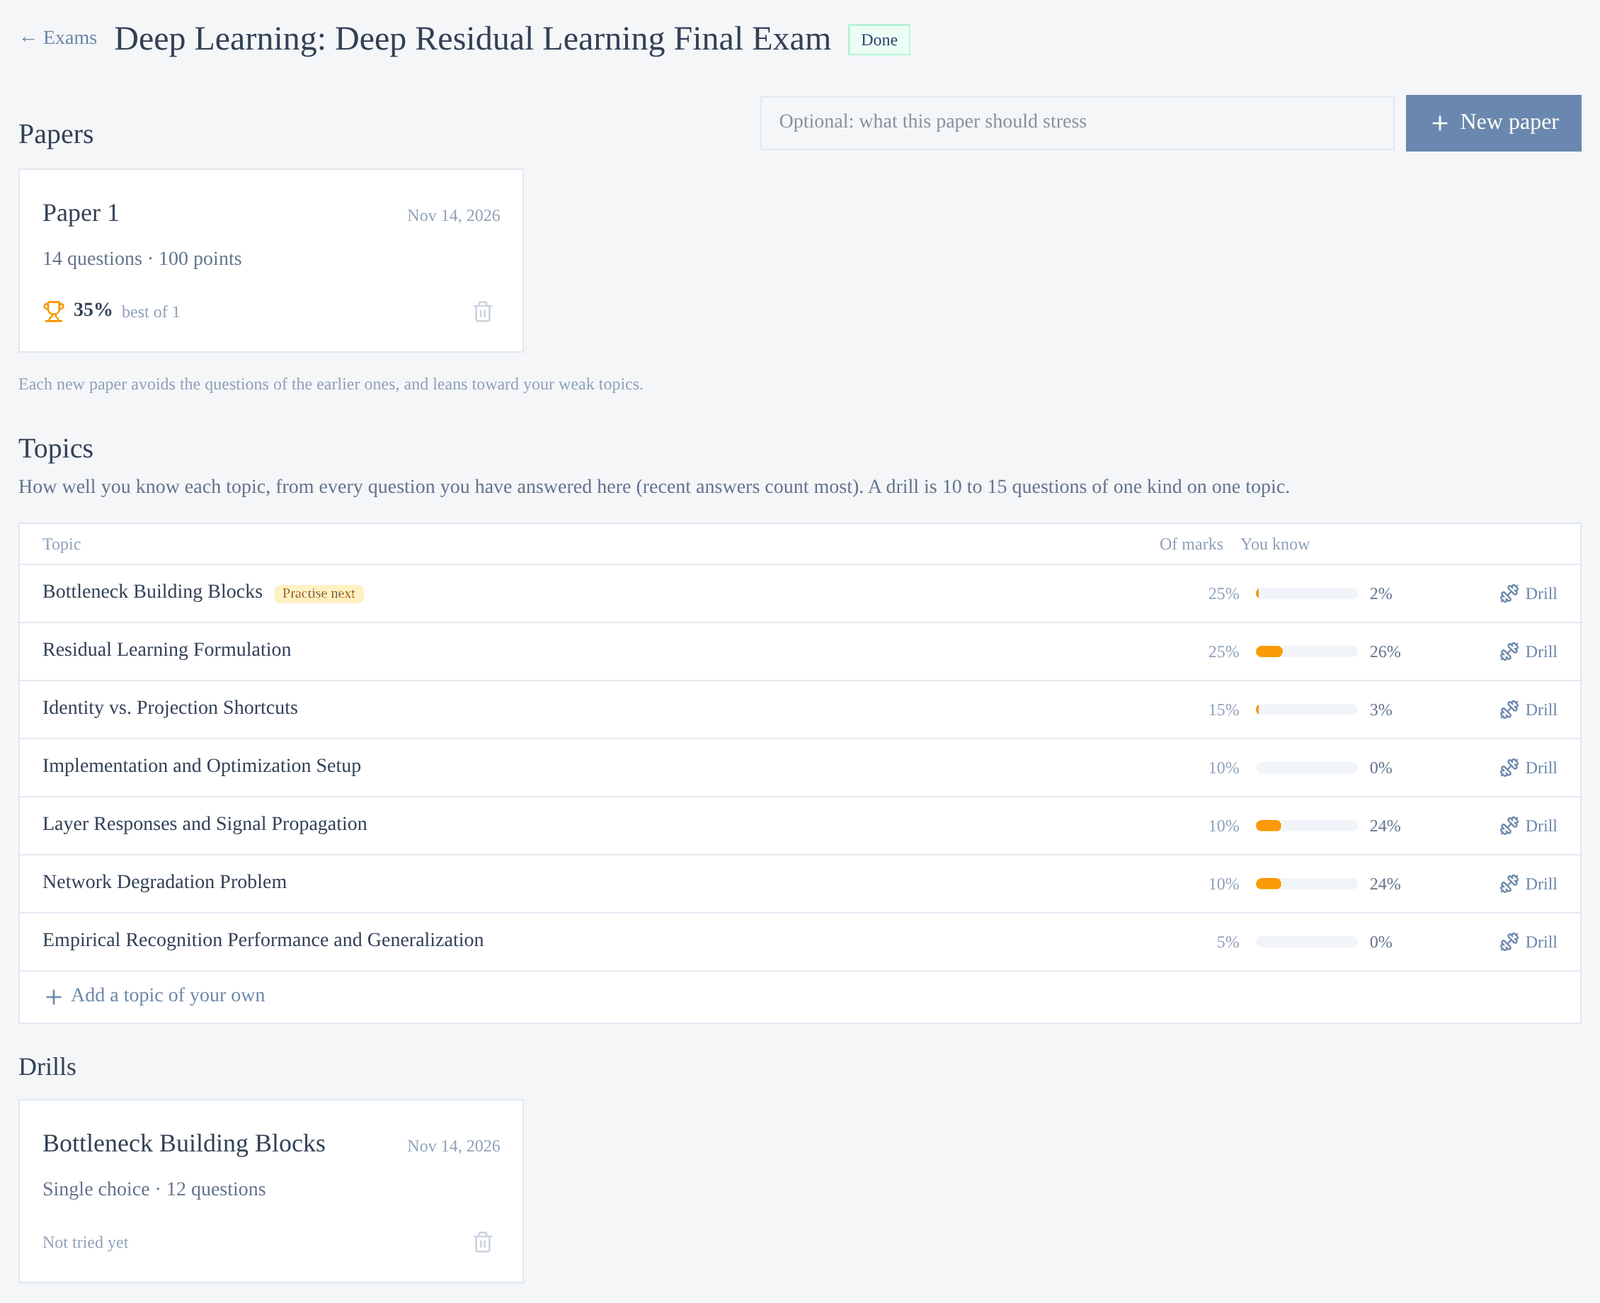 ← Exams
Deep Learning: Deep Residual Learning Final Exam
Done
Papers
Optional: what this paper should stress
+ New paper
Paper 1
Nov 14, 2026
14 questions · 100 points
35% best of 1
Each new paper avoids the questions of the earlier ones, and leans toward your weak topics.
Topics
How well you know each topic, from every question you have answered here (recent answers count most). A drill is 10 to 15 questions of one kind on one topic.
Topic Of marks You know
Bottleneck Building Blocks Practise next 25% 2% Drill
Residual Learning Formulation 25% 26% Drill
Identity vs. Projection Shortcuts 15% 3% Drill
Implementation and Optimization Setup 10% 0% Drill
Layer Responses and Signal Propagation 10% 24% Drill
Network Degradation Problem 10% 24% Drill
Empirical Recognition Performance and Generalization 5% 0% Drill
+ Add a topic of your own
Drills
Bottleneck Building Blocks
Nov 14, 2026
Single choice · 12 questions
Not tried yet